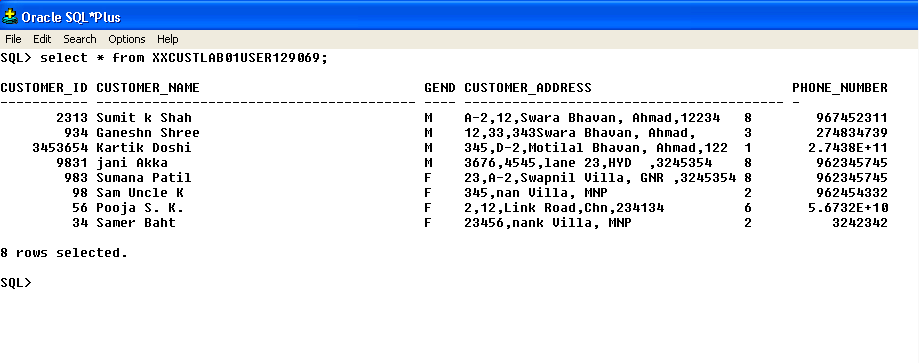 Oracle SQL*Plus
File Edit Search Options Help
SQL> select * from XXCUSTLAB01USER129069;
CUSTOMER_ID CUSTOMER_NAME GEND CUSTOMER_ADDRESS PHONE_NUMBER
----------- ---------------------------------------- ---- ---------------------------------------- -
2313 Sumit k Shah M A-2,12,Swara Bhavan, Ahmad,12234 8 967452311
934 Ganeshn Shree M 12,33,343Swara Bhavan, Ahmad, 3 274834739
3453654 Kartik Doshi M 345,D-2,Motilal Bhavan, Ahmad,122 1 2.7438E+11
9831 jani Akka M 3676,4545,lane 23,HYD ,3245354 8 962345745
983 Sumana Patil F 23,A-2,Swapnil Villa, GNR ,3245354 8 962345745
98 Sam Uncle K F 345,nan Villa, MNP 2 962454332
56 Pooja S. K. F 2,12,Link Road,Chn,234134 6 5.6732E+10
34 Samer Baht F 23456,nank Villa, MNP 2 3242342
8 rows selected.
SQL>